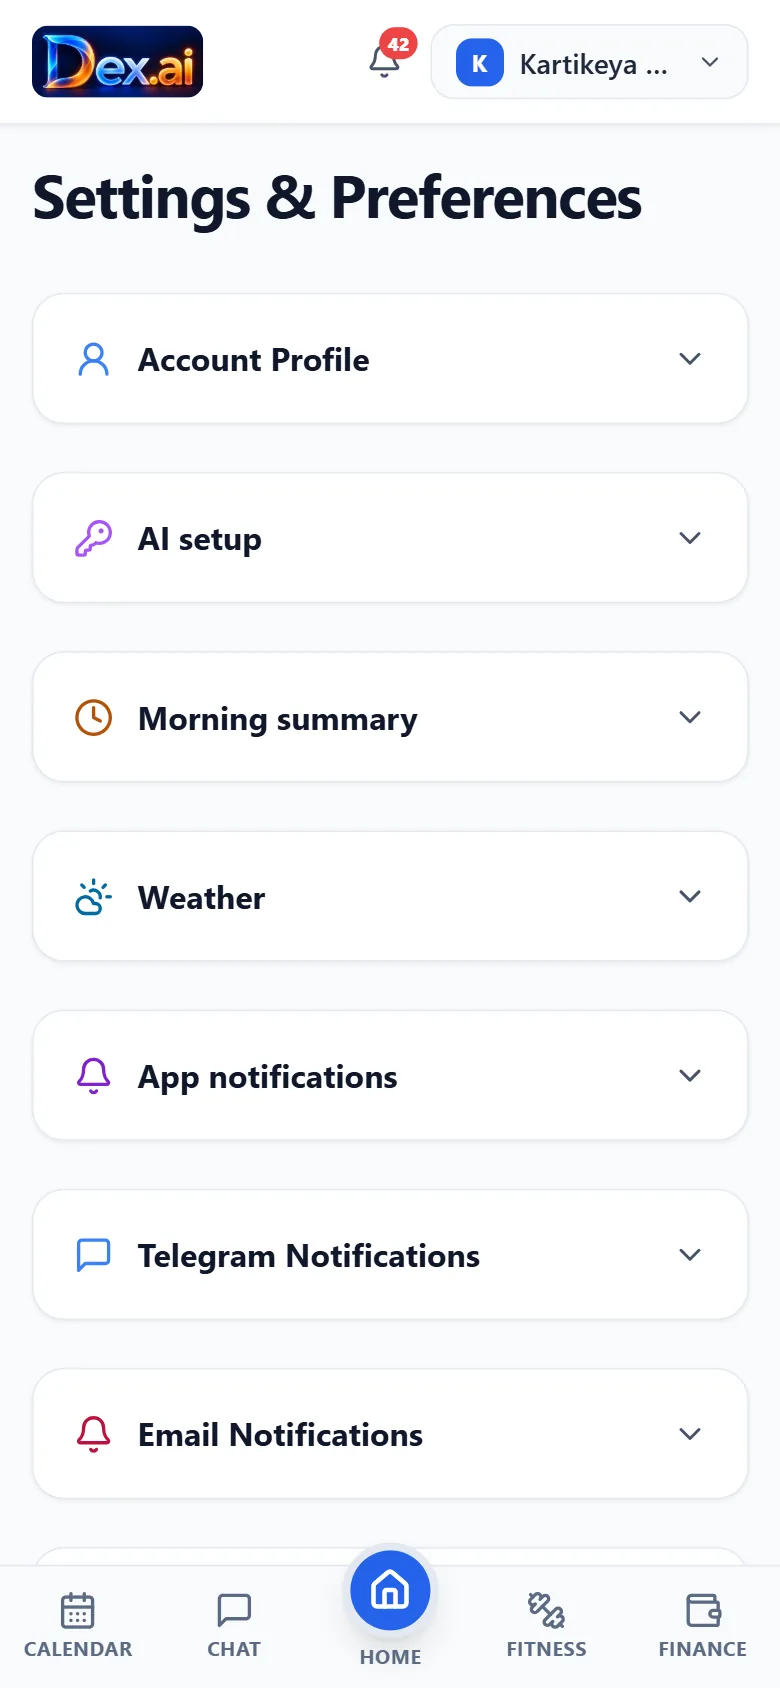 Dex.ai
42
K
Kartikeya ...
Settings & Preferences
Account Profile
AI setup
Morning summary
Weather
App notifications
Telegram Notifications
Email Notifications
CALENDAR
CHAT
HOME
FITNESS
FINANCE